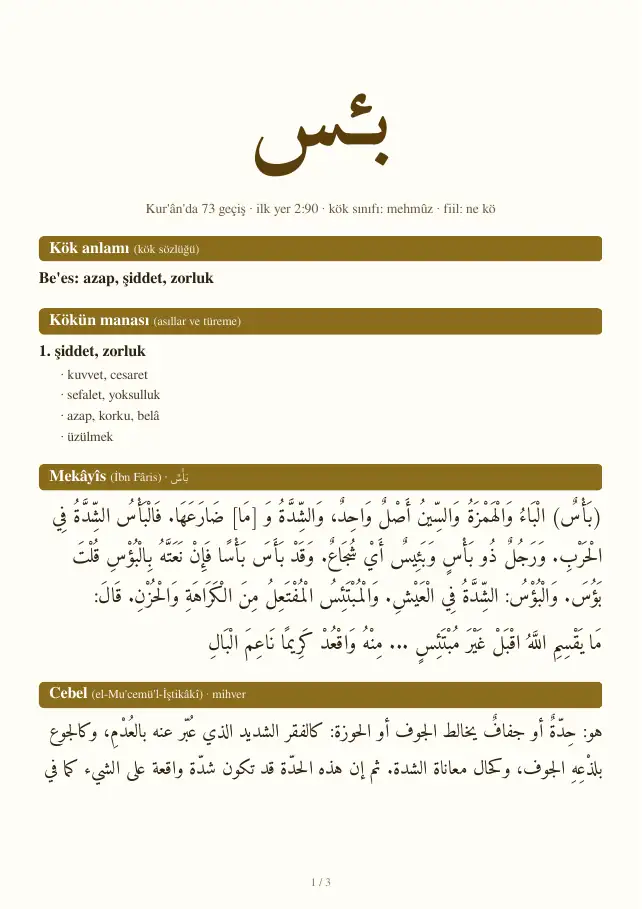 بئس
Kur'ân'da 73 geçiş · ilk yer 2:90 · kök sınıfı: mehmûz · fiil: ne kö
Kök anlamı (kök sözlüğü)
Be'es: azap, şiddet, zorluk
Kökün manası (asıllar ve türeme)
1. şiddet, zorluk
· kuvvet, cesaret
· sefalet, yoksulluk
· azap, korku, belâ
· üzülmek
Mekâyîs (İbn Fâris) · بَأْسٌ
(بَأْسٌ) الْبَاءُ وَالْهَمْزَةُ وَالسِّينُ أَصْلٌ وَاحِدٌ، وَالشِّدَّةُ وَ [مَا] ضَارَعَهَا. فَالْبَأْسُ الشِّدَّةُ فِي
الْحَرْبِ. وَرَجُلٌ ذُو بَأْسٍ وَبَئِيسٌ أَيْ شُجَاعٌ. وَقَدْ بَأَسَ بَأْسًا فَإِنْ نَعَتَّهُ بِالْبُؤْسِ قُلْتَ
بَؤُسَ. وَالْبُؤْسُ: الشِّدَّةُ فِي الْعَيْشِ. وَالْمُبْتَئِسُ الْمُفْتَعِلُ مِنَ الْكَرَاهَةِ وَالْحُزْنِ. قَالَ:
مَا يَقْسِمِ اللَّهُ اقْبَلْ غَيْرَ مُبْتَئِسٍ ... مِنْهُ وَاقْعُدْ كَرِيمًا نَاعِمَ الْبَالِ
Cebel (el-Mu'cemü'l-İştikâkî) · mihver
هو: حِدّةٌ أو جفافٌ يخالط الجوف أو الحوزة: كالفقر الشديد الذي عُبّر عنه بالعُدْمِ، وكالجوع
بلذْعِهِ الجوف، وكحال معاناة الشدة. ثم إن هذه الحدّة قد تكون شدّة واقعة على الشيء كما في
1 / 3